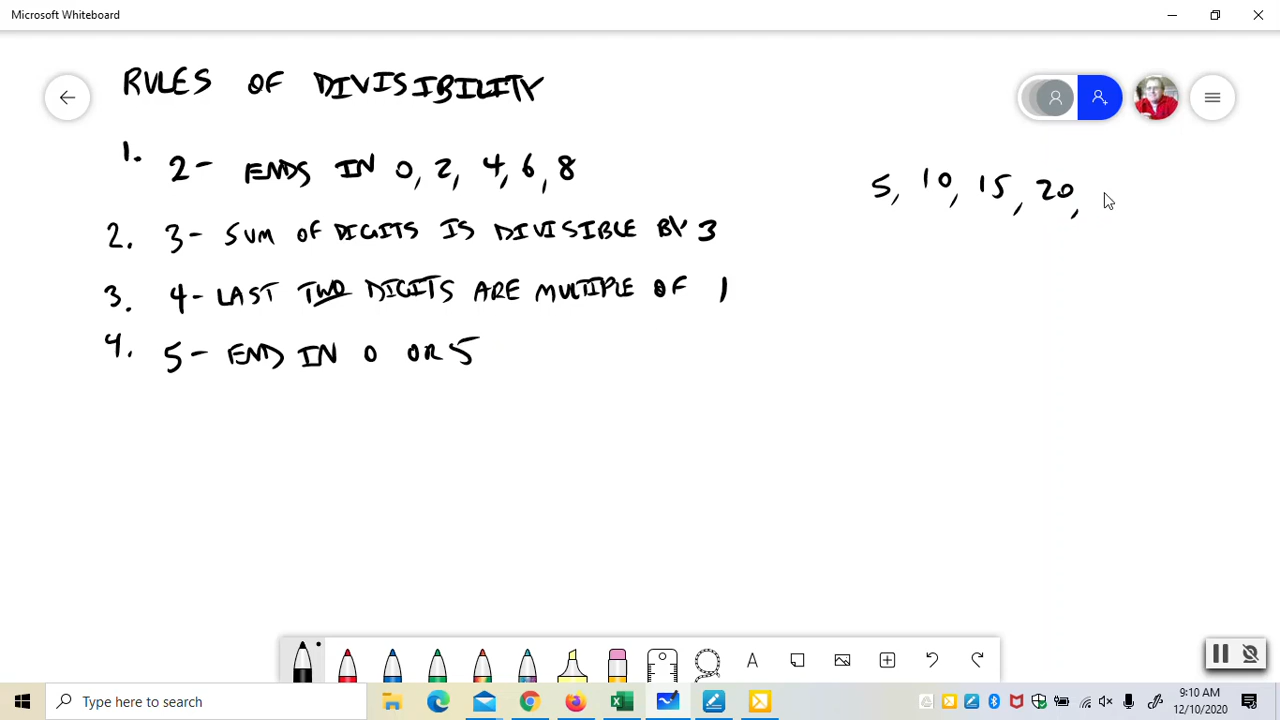 Microsoft Whiteboard
RULES OF DIVISIBILITY
1. 2- ENDS IN 0, 2, 4, 6, 8
5, 10, 15, 20,
2. 3- SUM OF DIGITS IS DIVISIBLE BY 3
3. 4- LAST TWO DIGITS ARE MULTIPLE OF 1
4. 5- END IN 0 OR 5
A
Type here to search
9:10 AM
12/10/2020